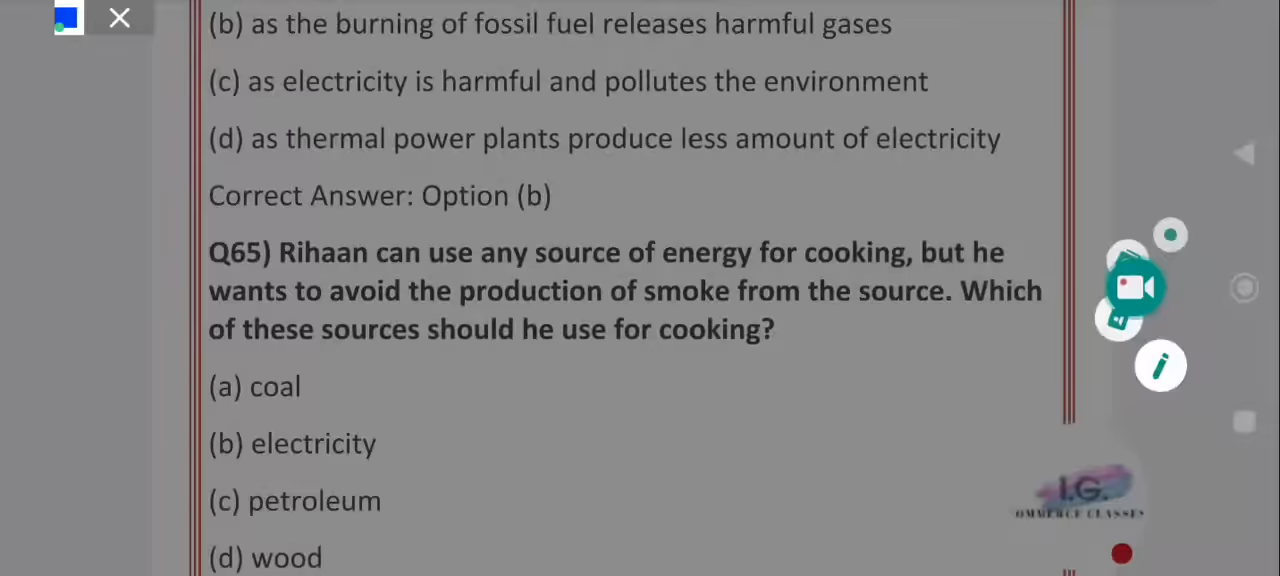 (b) as the burning of fossil fuel releases harmful gases
(c) as electricity is harmful and pollutes the environment
(d) as thermal power plants produce less amount of electricity
Correct Answer: Option (b)
Q65) Rihaan can use any source of energy for cooking, but he
wants to avoid the production of smoke from the source. Which
of these sources should he use for cooking?
(a) coal
(b) electricity
(c) petroleum
(d) wood
I.G.
OMMERCE CLASSES